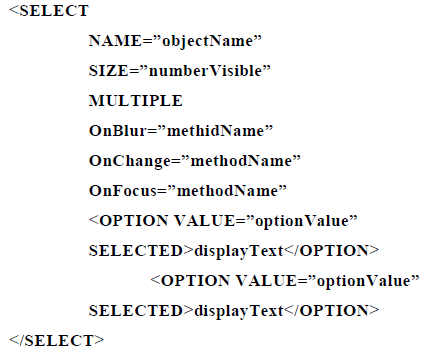 <SELECT
NAME=”objectName”
SIZE=”numberVisible”
MULTIPLE
OnBlur=”methidName”
OnChange=”methodName”
OnFocus=”methodName”
<OPTION VALUE=”optionValue”
SELECTED>displayText</OPTION>
<OPTION VALUE=”optionValue”
SELECTED>displayText</OPTION>
</SELECT>